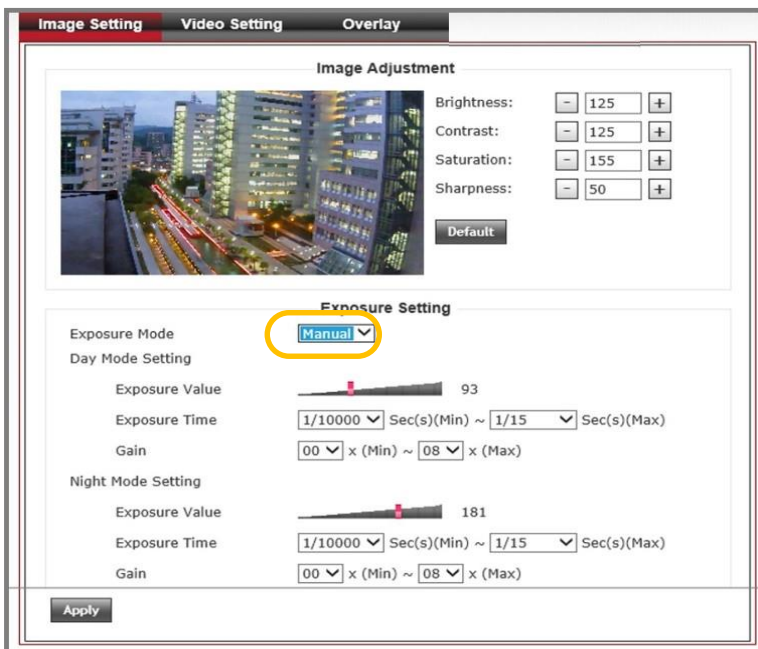 Image Setting Video Setting Overlay
Image Adjustment
Brightness: - 125 +
Contrast: - 125 +
Saturation: - 155 +
Sharpness: - 50 +
Default
Exposure Setting
Exposure Mode Manual
Day Mode Setting
Exposure Value 93
Exposure Time 1/10000 Sec(s)(Min) ~ 1/15 Sec(s)(Max)
Gain 00 x (Min) ~ 08 x (Max)
Night Mode Setting
Exposure Value 181
Exposure Time 1/10000 Sec(s)(Min) ~ 1/15 Sec(s)(Max)
Gain 00 x (Min) ~ 08 x (Max)
Apply